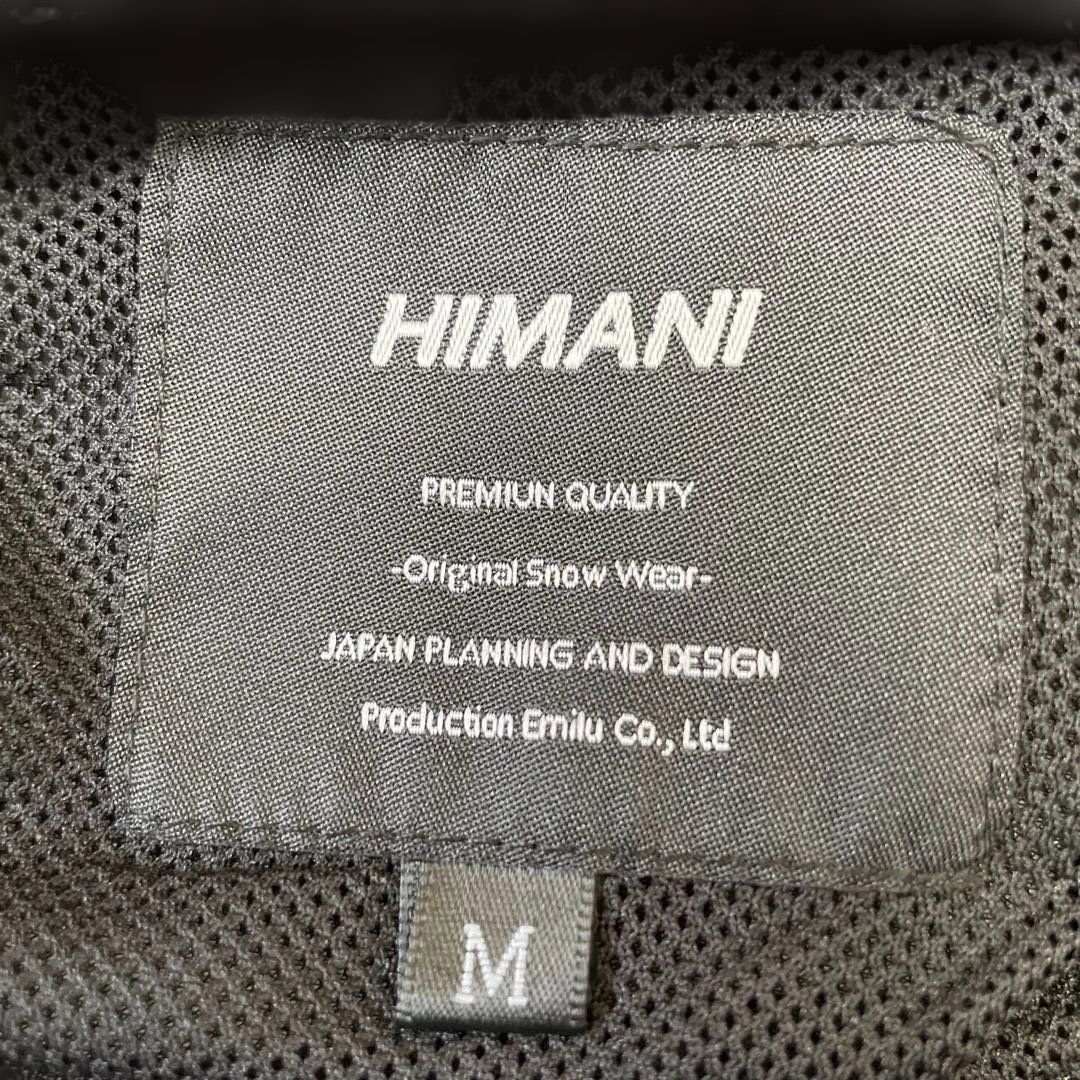 HIMANI
PREMIUN QUALITY
-Original Snow Wear-
JAPAN PLANNING AND DESIGN
Production Emilu Co., Ltd
M